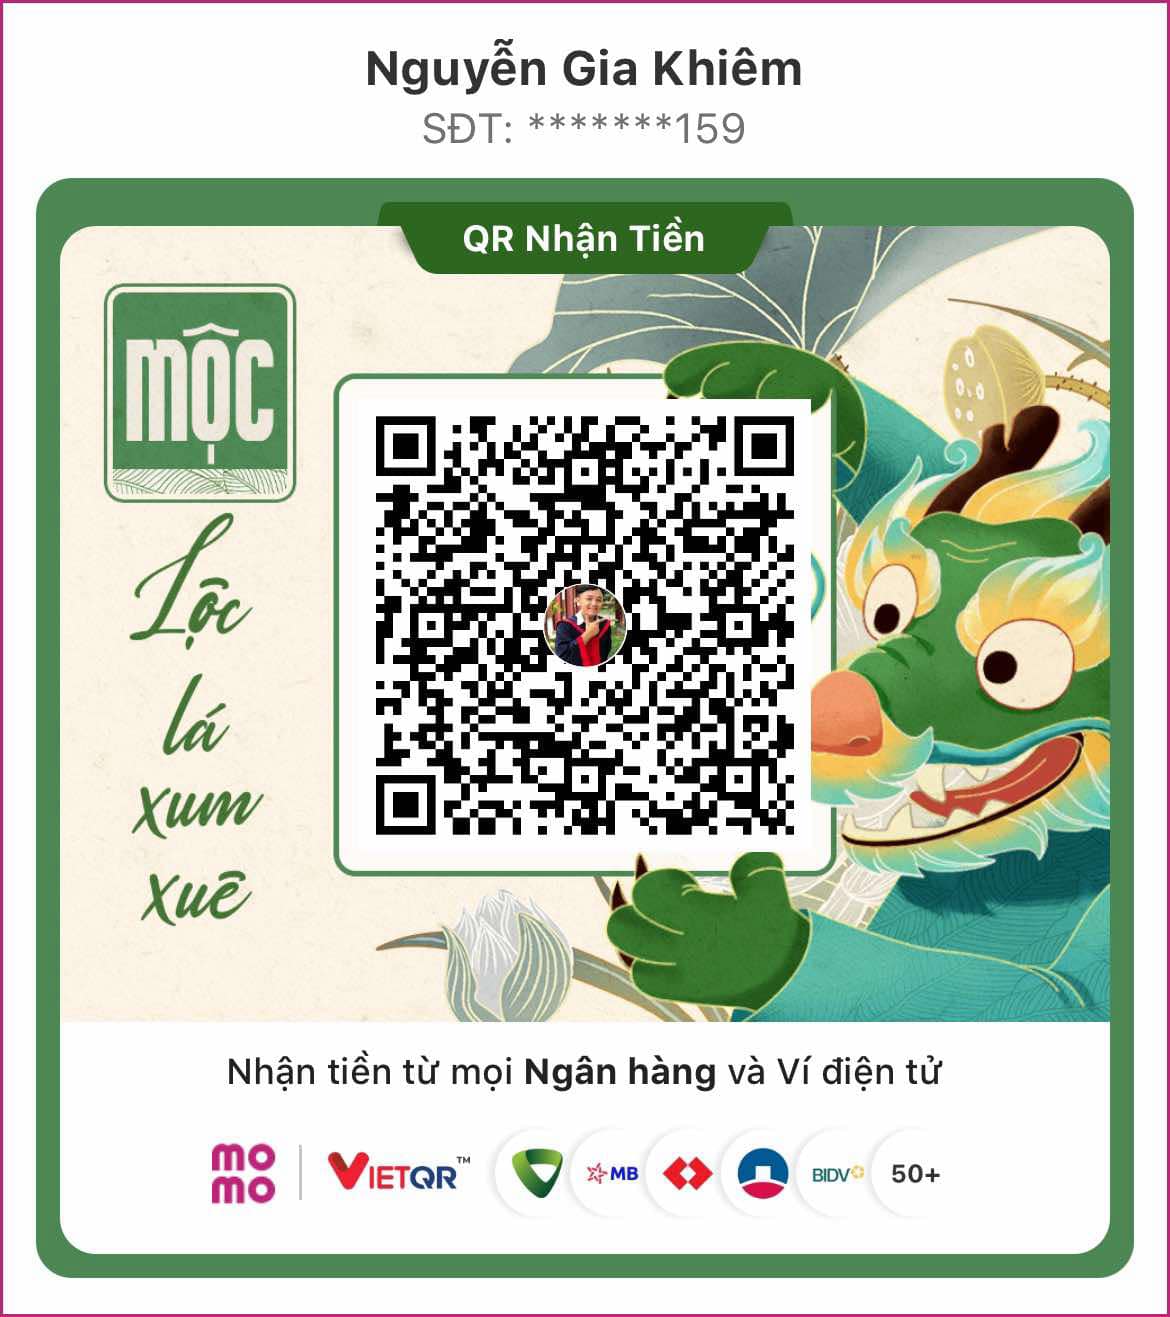 Nguyễn Gia Khiêm
SĐT: *******159
QR Nhận Tiền
MỘC
Lộc
lá
xum
xuê
Nhận tiền từ mọi Ngân hàng và Ví điện tử
mo
mo
VIETQR™
MB
BIDV
50+